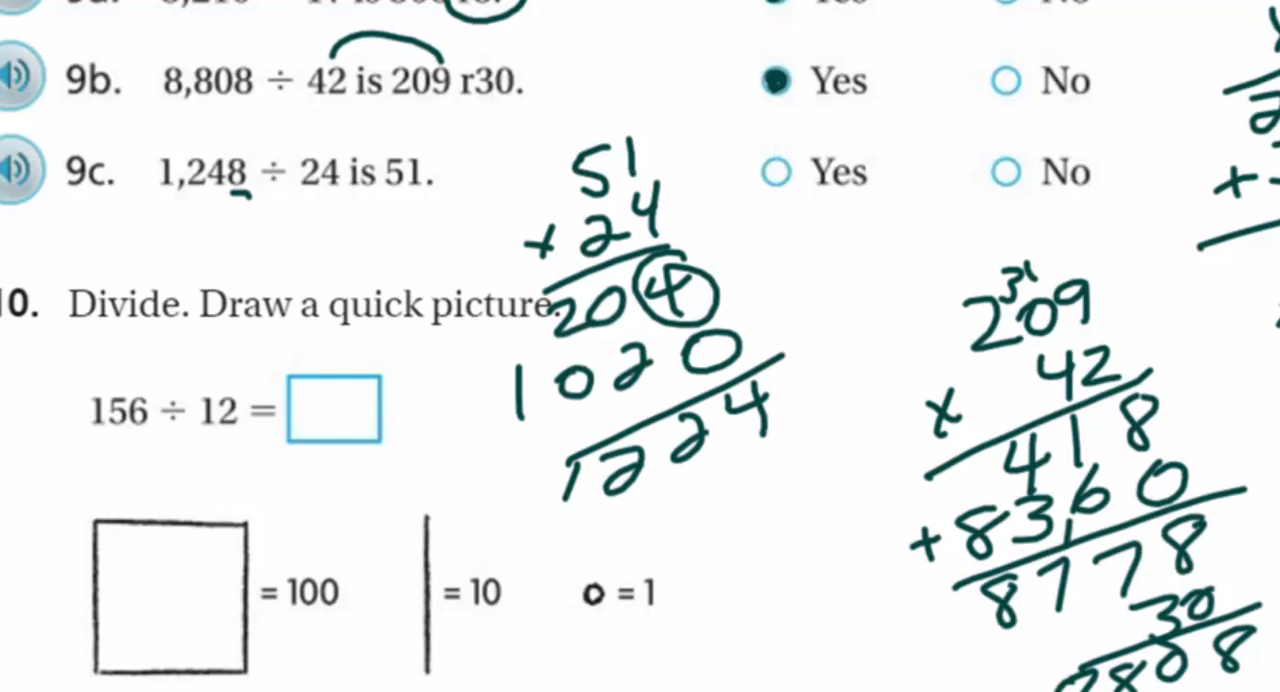 9b. 8,808 ÷ 42 is 209 r30. Yes No
9c. 1,248 ÷ 24 is 51. Yes No
51
+ 24
204
1020
1224
10. Divide. Draw a quick picture.
156 ÷ 12 =
= 100 = 10 o = 1
31
209
42
x
418
+ 8360
1
8778
30
8808